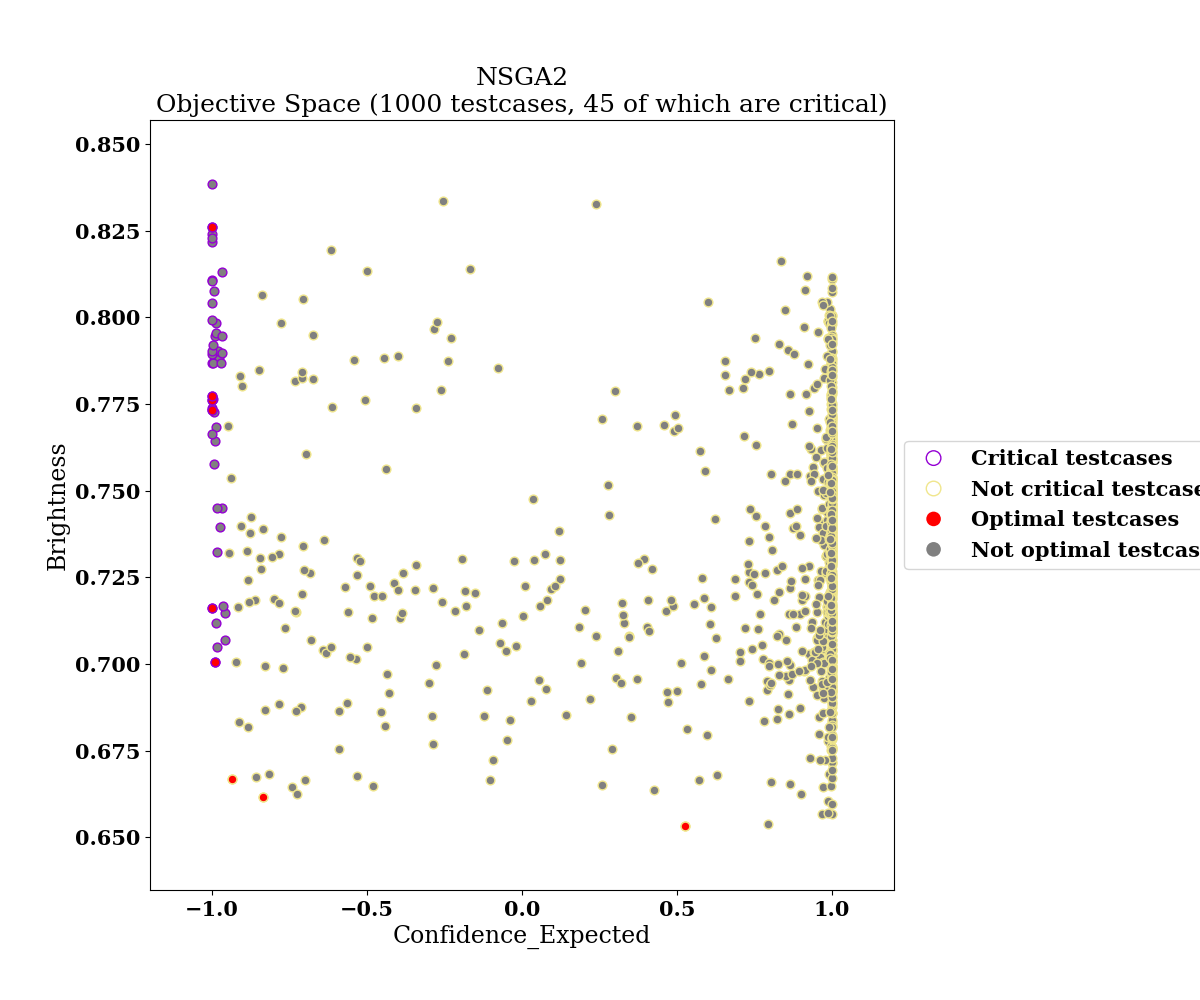 NSGA2
Objective Space (1000 testcases, 45 of which are critical)
0.850
0.825
0.800
0.775
0.750
0.725
0.700
0.675
0.650
Brightness
−1.0
−0.5
0.0
0.5
1.0
Confidence_Expected
Critical testcases
Not critical testcase
Optimal testcases
Not optimal testcas